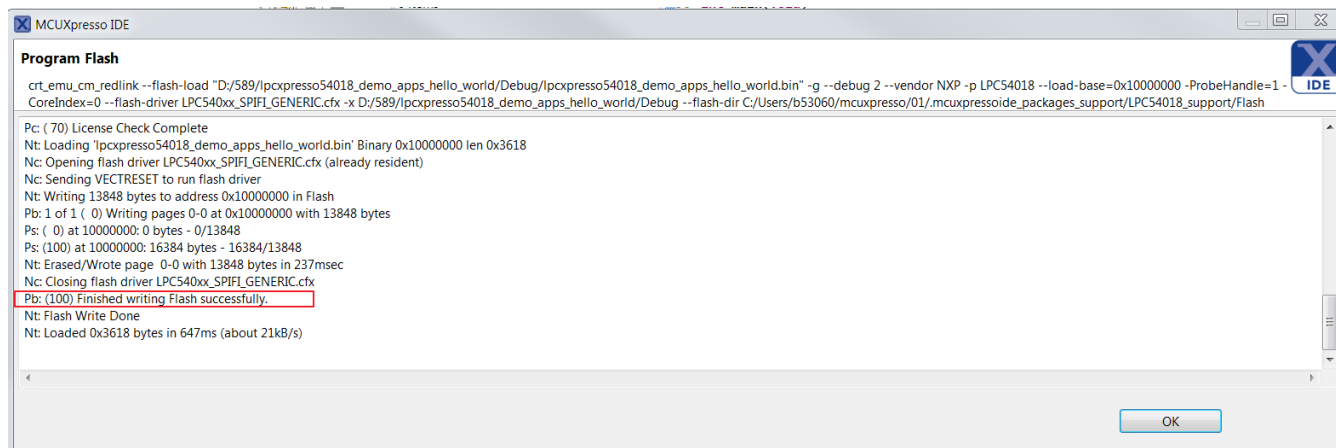 MCUXpresso IDE
Program Flash
crt_emu_cm_redlink --flash-load "D:/589/lpcxpresso54018_demo_apps_hello_world/Debug/lpcxpresso54018_demo_apps_hello_world.bin" -g --debug 2 --vendor NXP -p LPC54018 --load-base=0x10000000 -ProbeHandle=1 -
CoreIndex=0 --flash-driver LPC540xx_SPIFI_GENERIC.cfx -x D:/589/lpcxpresso54018_demo_apps_hello_world/Debug --flash-dir C:/Users/b53060/mcuxpresso/01/.mcuxpressoide_packages_support/LPC54018_support/Flash
IDE
Pc: ( 70) License Check Complete
Nt: Loading 'lpcxpresso54018_demo_apps_hello_world.bin' Binary 0x10000000 len 0x3618
Nc: Opening flash driver LPC540xx_SPIFI_GENERIC.cfx (already resident)
Nc: Sending VECTRESET to run flash driver
Nt: Writing 13848 bytes to address 0x10000000 in Flash
Pb: 1 of 1 ( 0) Writing pages 0-0 at 0x10000000 with 13848 bytes
Ps: ( 0) at 10000000: 0 bytes - 0/13848
Ps: (100) at 10000000: 16384 bytes - 16384/13848
Nt: Erased/Wrote page 0-0 with 13848 bytes in 237msec
Nc: Closing flash driver LPC540xx_SPIFI_GENERIC.cfx
Pb: (100) Finished writing Flash successfully.
Nt: Flash Write Done
Nt: Loaded 0x3618 bytes in 647ms (about 21kB/s)
OK